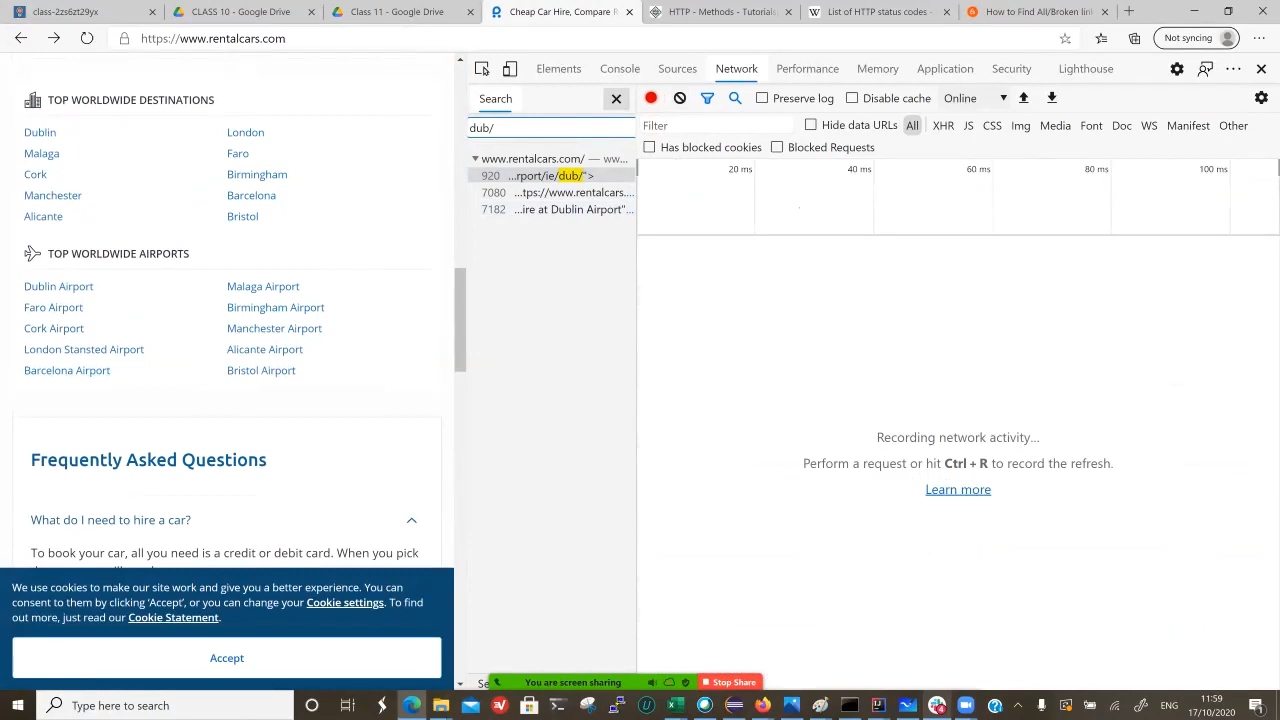 class-2zs6zt29yx
CLASS 10 - Google Drive
Class 11 - Google Drive
Cheap Car Hire, Compare R
HTTP - Methods - Tutorials
List of HTTP status codes -
How to Find All/Broken link
https://www.rentalcars.com
Not syncing
TOP WORLDWIDE DESTINATIONS
Dublin London
Malaga Faro
Cork Birmingham
Manchester Barcelona
Alicante Bristol
TOP WORLDWIDE AIRPORTS
Dublin Airport Malaga Airport
Faro Airport Birmingham Airport
Cork Airport Manchester Airport
London Stansted Airport Alicante Airport
Barcelona Airport Bristol Airport
Frequently Asked Questions
What do I need to hire a car?
To book your car, all you need is a credit or debit card. When you pick
We use cookies to make our site work and give you a better experience. You can
consent to them by clicking 'Accept', or you can change your Cookie settings. To find
out more, just read our Cookie Statement.
Accept
Elements Console Sources Network Performance Memory Application Security Lighthouse
Search
dub/
www.rentalcars.com/ — ww...
920 ...port/ie/dub/">
7080 ...tps://www.rentalcars....
7182 ...ire at Dublin Airport"...
Preserve log Disable cache Online
Filter Hide data URLs All XHR JS CSS Img Media Font Doc WS Manifest Other
Has blocked cookies Blocked Requests
20 ms 40 ms 60 ms 80 ms 100 ms
Recording network activity...
Perform a request or hit Ctrl + R to record the refresh.
Learn more
Se
You are screen sharing Stop Share
Type here to search
11:59
17/10/2020